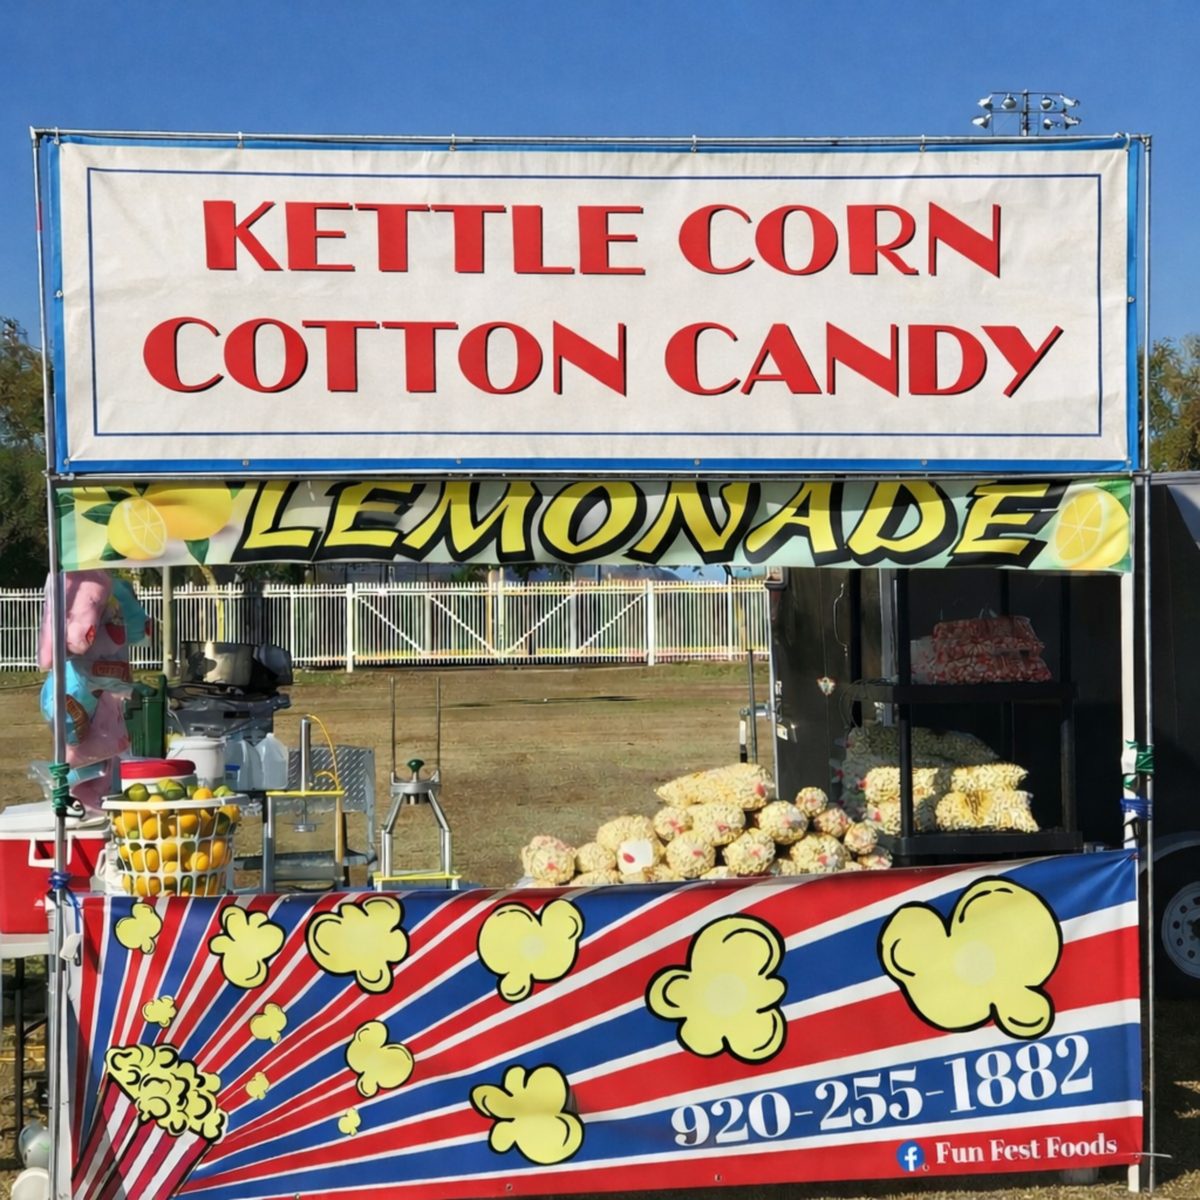 KETTLE CORN
COTTON CANDY
LEMONADE
920-255-1882
Fun Fest Foods